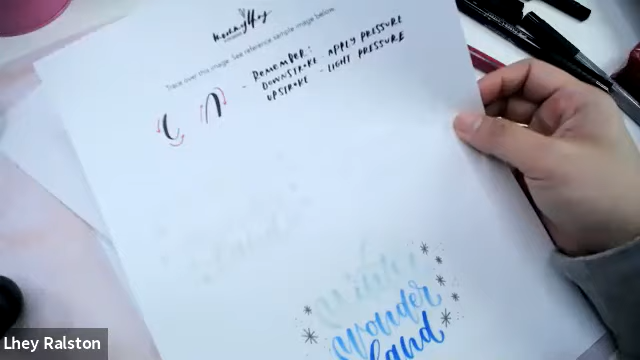 Trace over this image. See reference sample image below.
- REMEMBER:
DOWNSTROKE APPLY PRESSURE
UPSTROKE - LIGHT PRESSURE
Winter
Wonder
land
Lhey Ralston